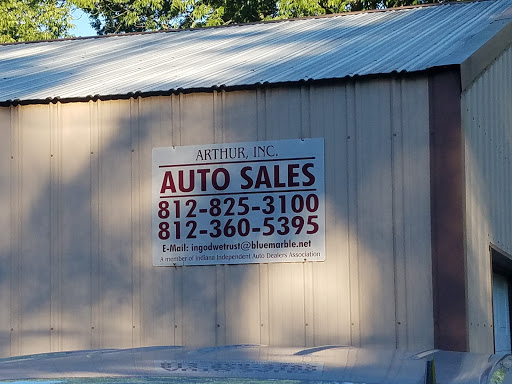 ARTHUR, INC.
AUTO SALES
812-825-3100
812-360-5395
E-Mail: ingodwetrust@bluemarble.net
A member of Indiana Independent Auto Dealers Association